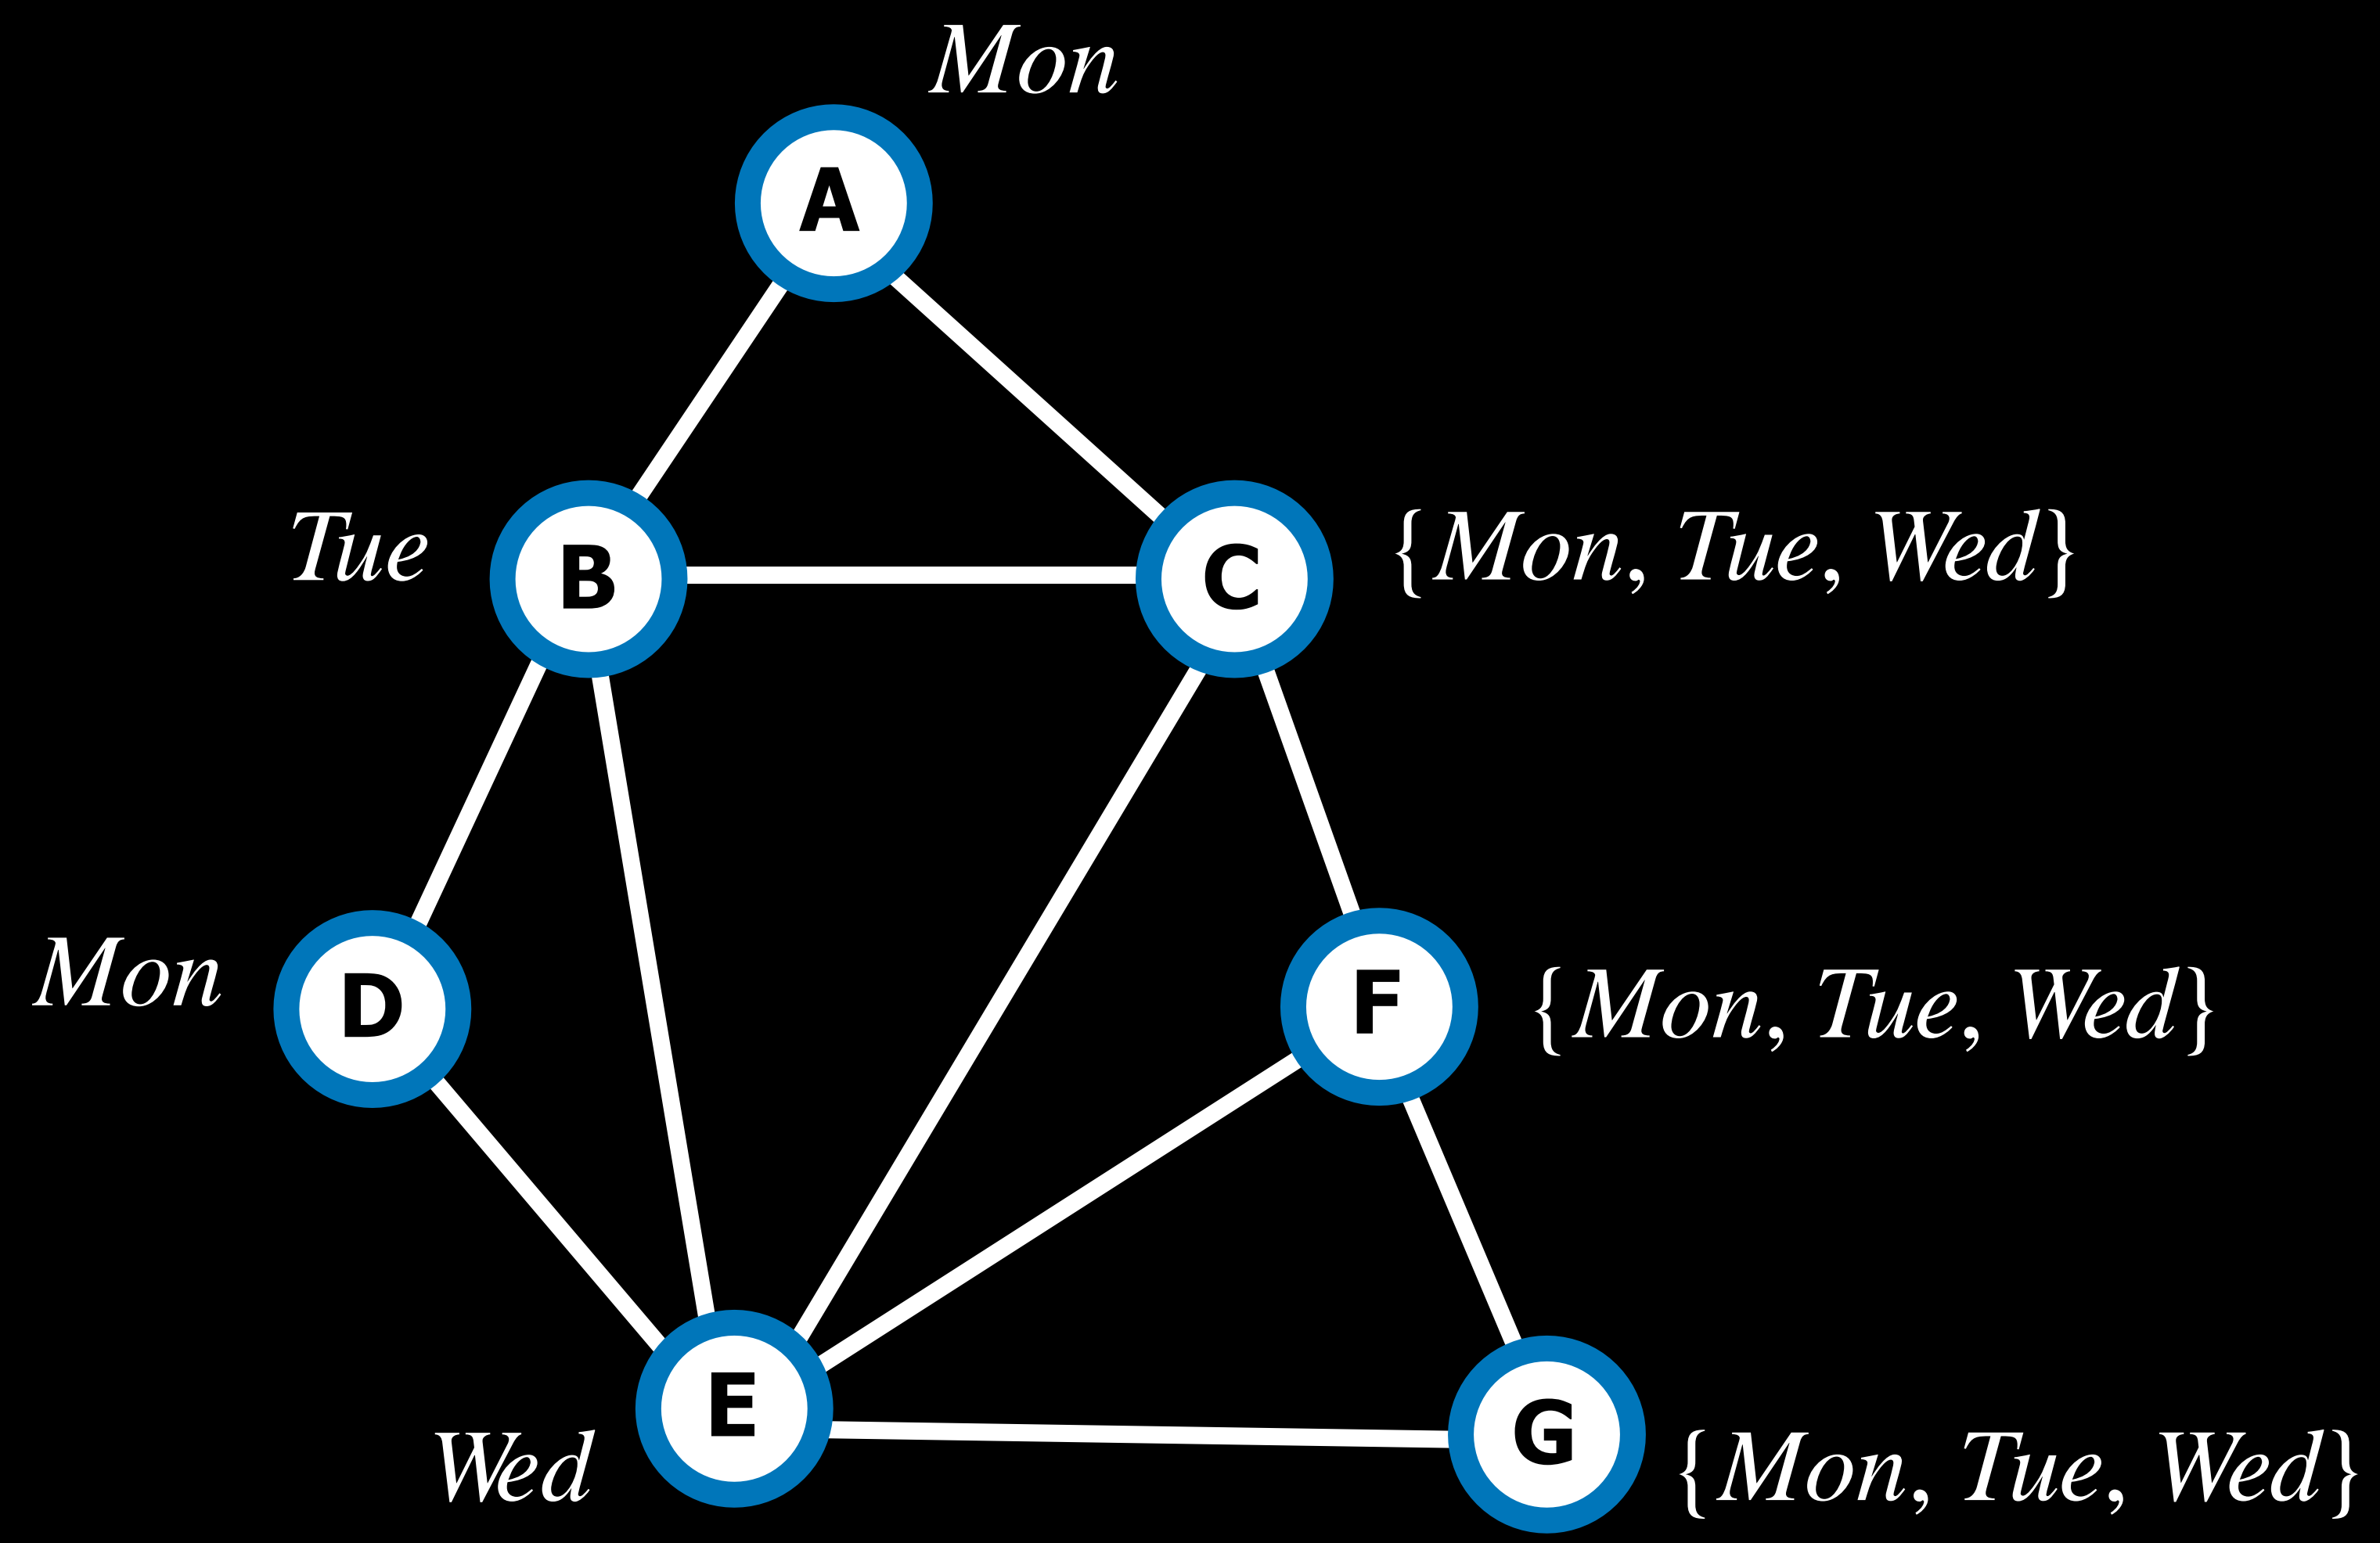 Mon
A
Tue
B
C
{Mon, Tue, Wed}
Mon
D
F
{Mon, Tue, Wed}
Wed
E
G
{Mon, Tue, Wed}